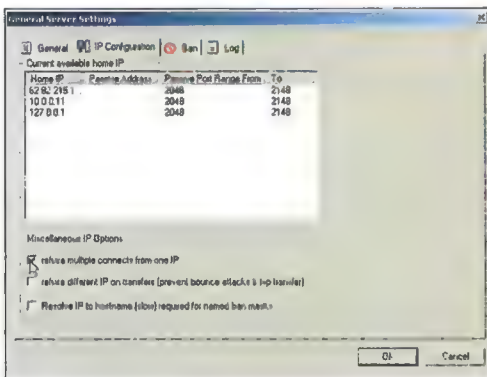 General Server Settings
General IP Configuration Ban Log
Current available home IP
Home IP Passive Address Passive Port Range From To
62.92.215.1 2048 2148
10.0.0.11 2048 2148
127.0.0.1 2048 2148
Miscellaneous IP Options
refuse multiple connects from one IP
refuse different IP on transfers (prevent bounce attacks & fxp transfer)
Resolve IP to hostname (slow) required for named ban masks
Ok Cancel